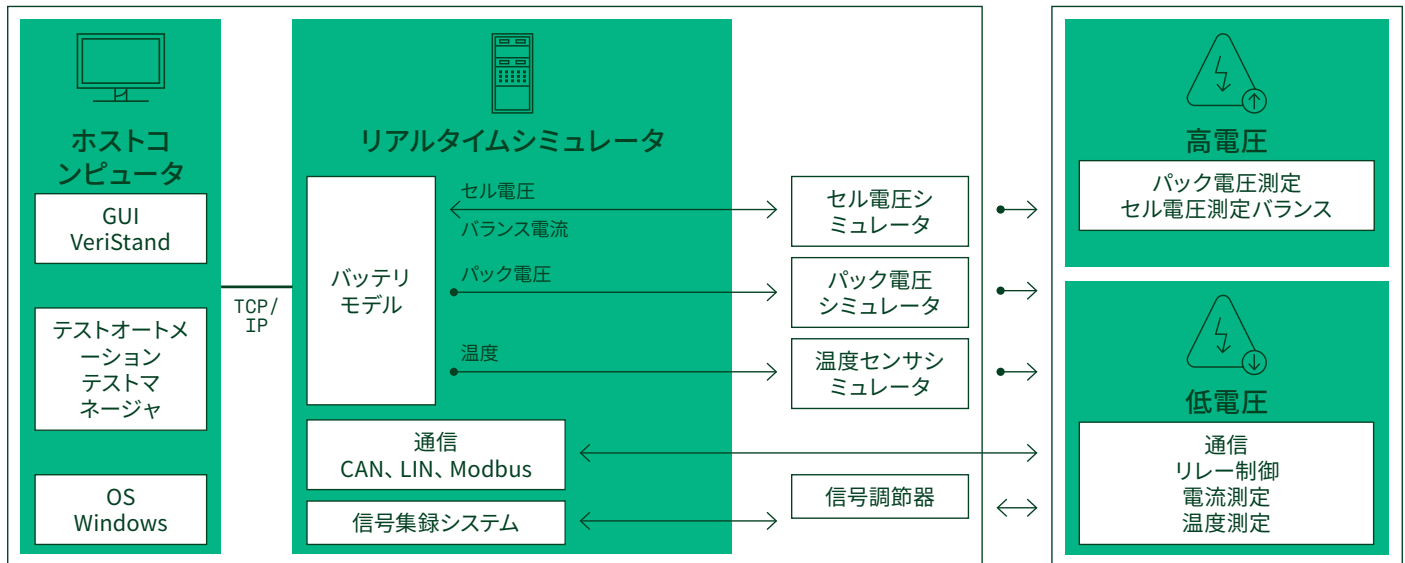 ホストコ
ンピュータ
GUI
VeriStand
テストオートメ
ーション
テストマ
ネージャ
OS
Windows
TCP/
IP
リアルタイムシミュレータ
バッテリ
モデル
セル電圧
バランス電流
パック電圧
温度
通信
CAN、LIN、Modbus
信号集録システム
セル電圧シ
ミュレータ
パック電圧
シミュレータ
温度センサシ
ミュレータ
信号調節器
高電圧
パック電圧測定
セル電圧測定バランス
低電圧
通信
リレー制御
電流測定
温度測定